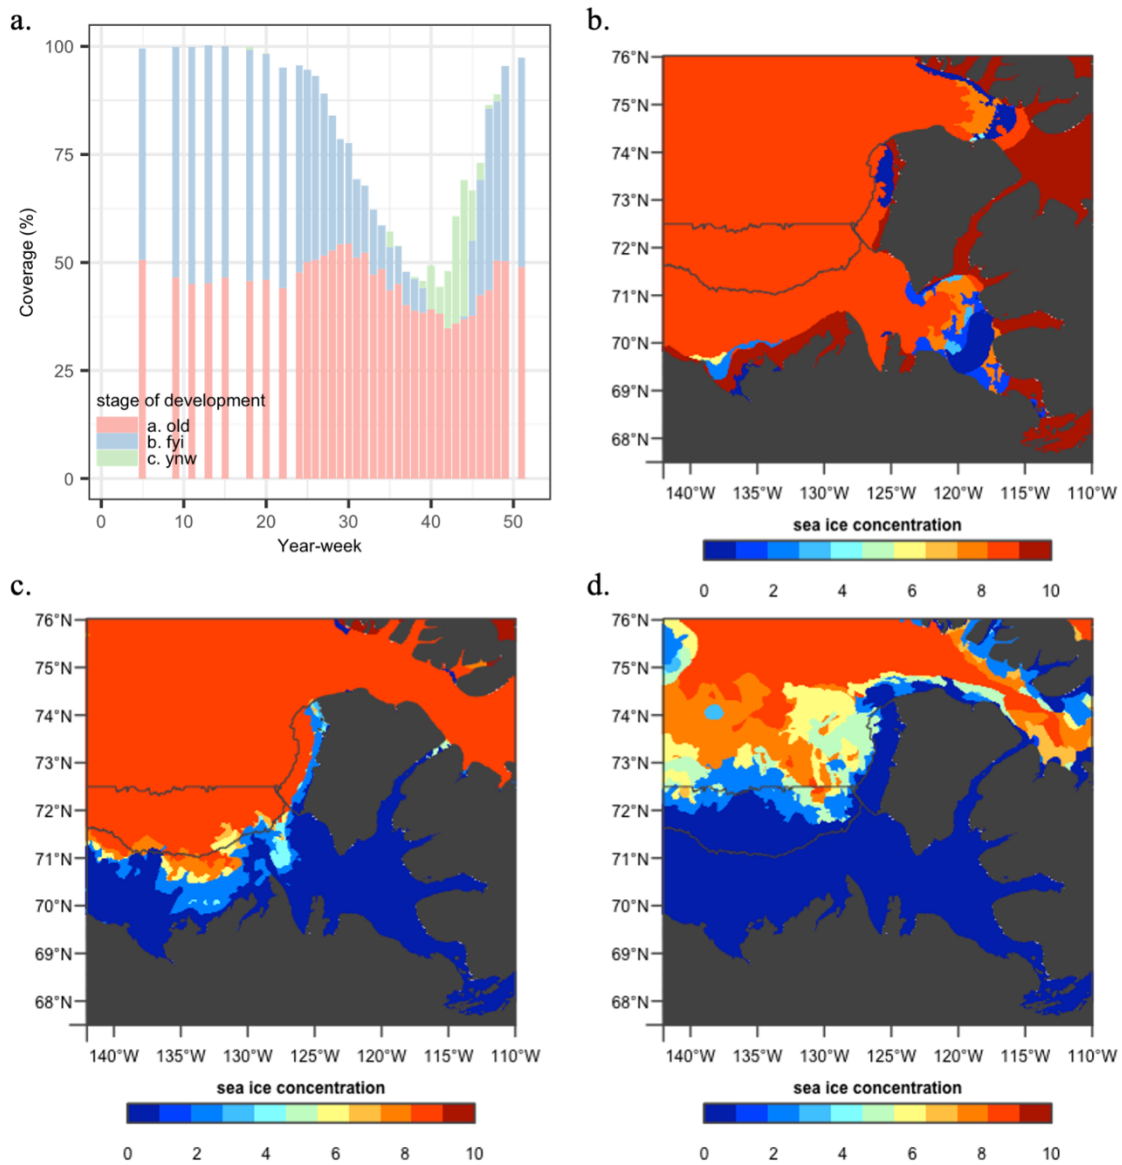 a.
100
75
50
25
0
Coverage (%)
stage of development
a. old
b. fyi
c. ynw
0 10 20 30 40 50
Year-week
b.
76°N
75°N
74°N
73°N
72°N
71°N
70°N
69°N
68°N
140°W 135°W 130°W 125°W 120°W 115°W 110°W
sea ice concentration
0 2 4 6 8 10
c.
76°N
75°N
74°N
73°N
72°N
71°N
70°N
69°N
68°N
140°W 135°W 130°W 125°W 120°W 115°W 110°W
sea ice concentration
0 2 4 6 8 10
d.
76°N
75°N
74°N
73°N
72°N
71°N
70°N
69°N
68°N
140°W 135°W 130°W 125°W 120°W 115°W 110°W
sea ice concentration
0 2 4 6 8 10